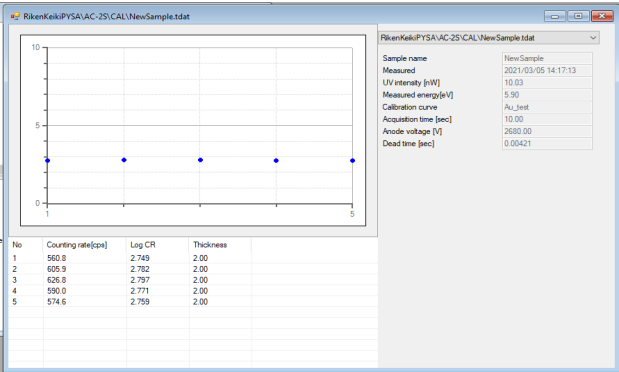 RikenKeikiPYSA\AC-2S\CAL\NewSample.tdat
10
5
0
1
5
RikenKeikiPYSA\AC-2S\CAL\NewSample.tdat
Sample name NewSample
Measured 2021/03/05 14:17:13
UV intensity [nW] 10.03
Measured energy[eV] 5.90
Calibration curve Au_test
Acquisition time [sec] 10.00
Anode voltage [V] 2680.00
Dead time [sec] 0.00421
No Counting rate[cps] Log CR Thickness
1 560.8 2.749 2.00
2 605.9 2.782 2.00
3 626.8 2.797 2.00
4 590.0 2.771 2.00
5 574.6 2.759 2.00